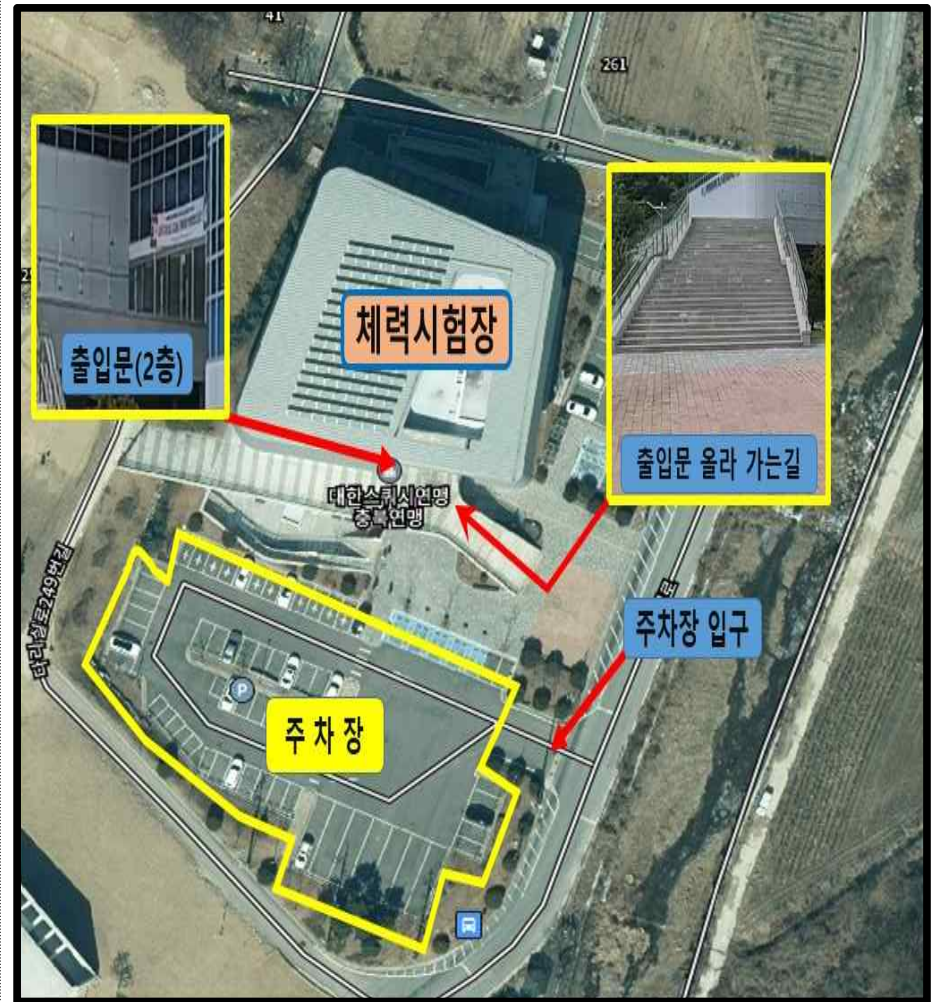 41
261
출입문(2층)
체력시험장
출입문 올라 가는길
대한스쿼시연맹
충북연맹
다리실로249번길
주차장 입구
P
주 차 장